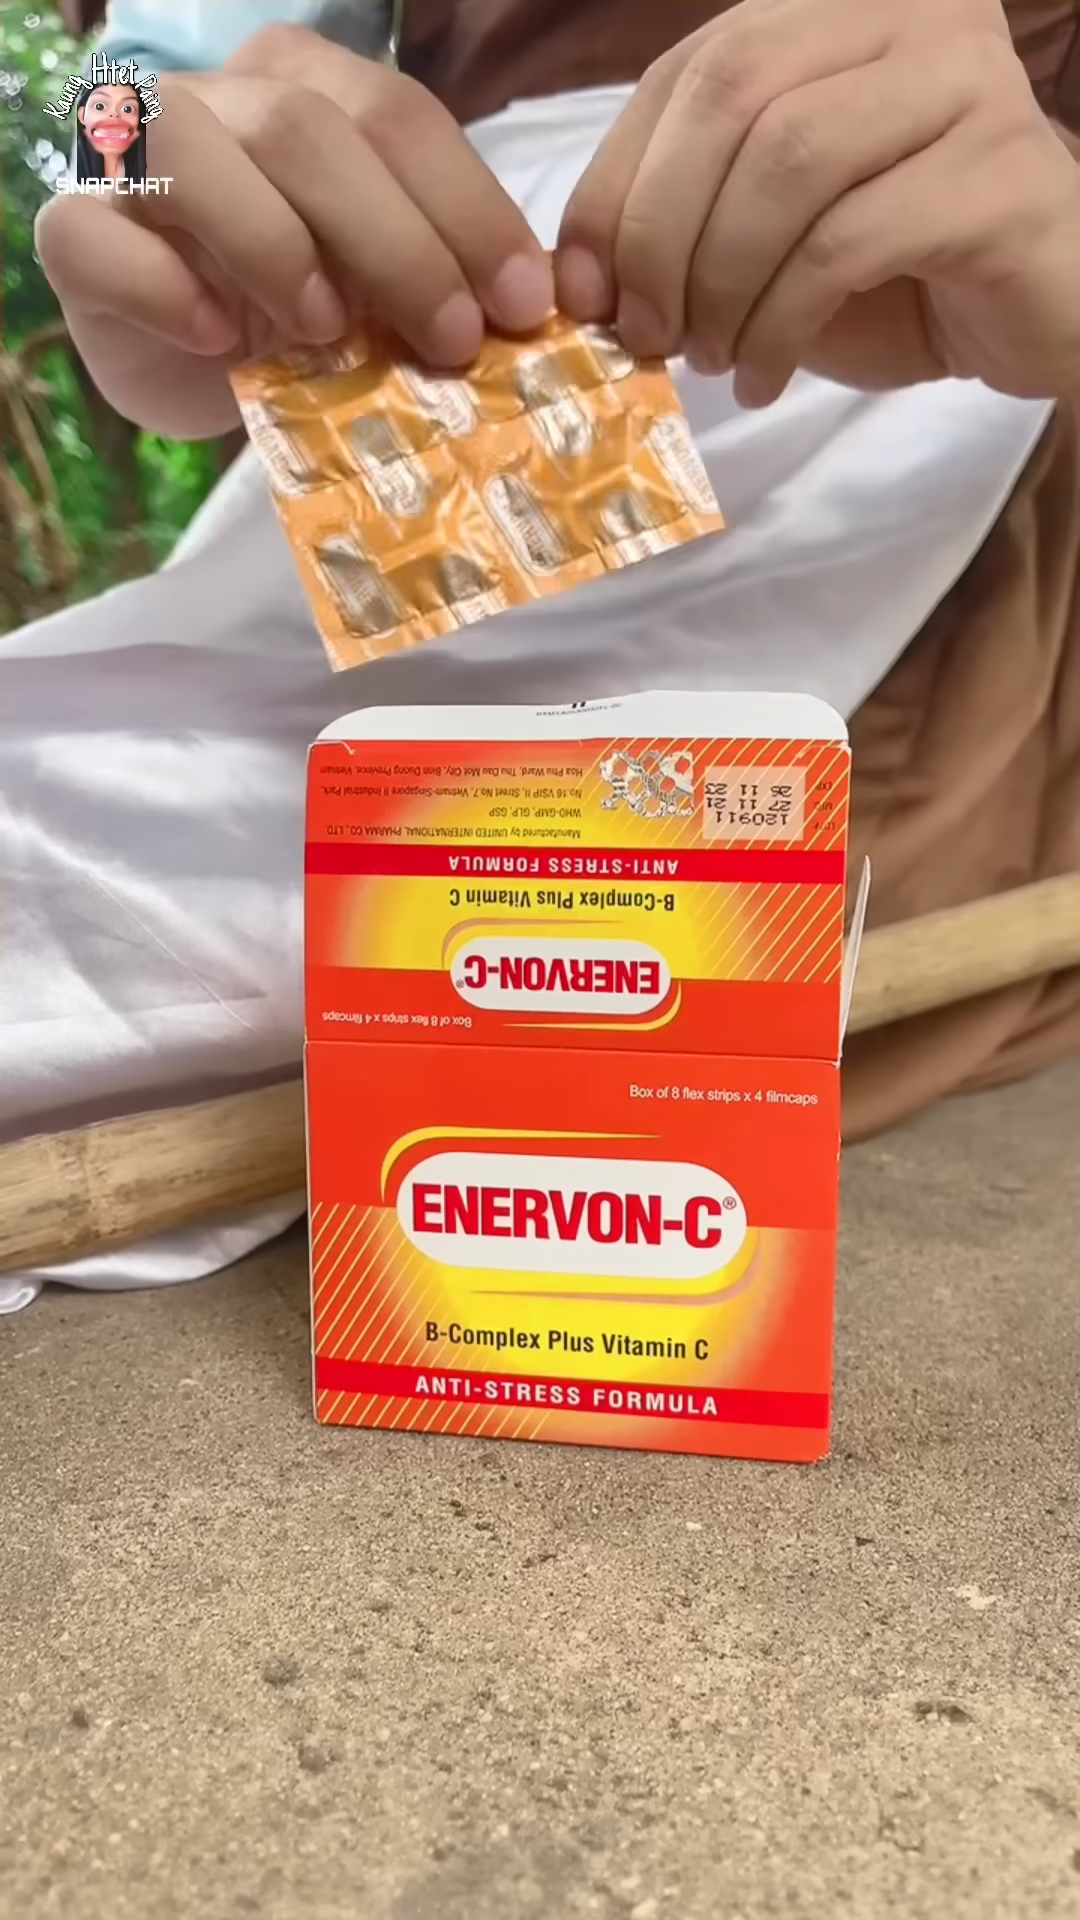 Kaung Htet Paing
SNAPCHAT
Hoa Phu Ward, Thu Dau Mot City, Binh Duong Province, Vietnam
No.16 VSIP II, Street No.7, Vietnam-Singapore II Industrial Park,
WHO-GMP, GLP, GSP
Manufactured by UNITED INTERNATIONAL PHARMA CO., LTD.
EXP 26 11 23
MFG 27 11 21
120911
ANTI-STRESS FORMULA
B-Complex Plus Vitamin C
ENERVON-C®
Box of 8 flex strips x 4 filmcaps
Box of 8 flex strips x 4 filmcaps
ENERVON-C®
B-Complex Plus Vitamin C
ANTI-STRESS FORMULA